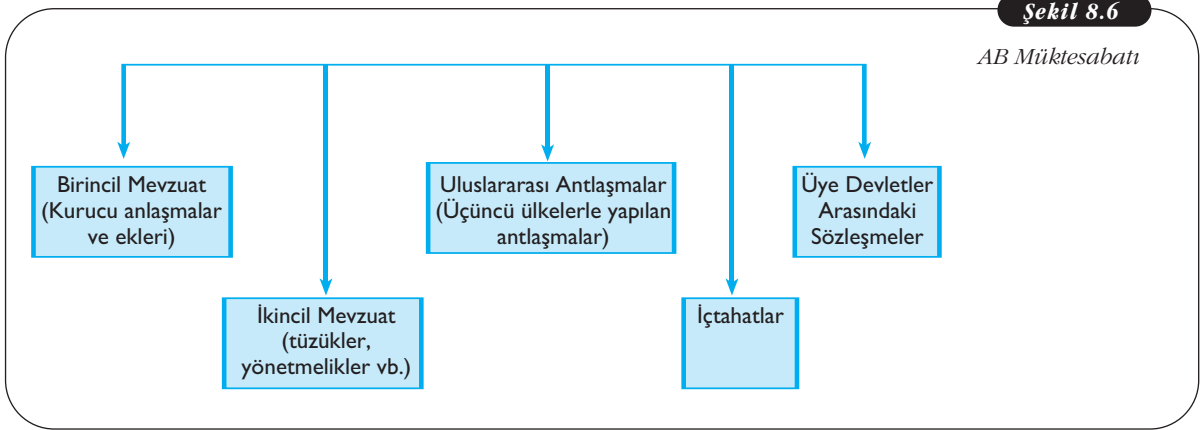 Şekil 8.6
AB Müktesabatı
Birincil Mevzuat
(Kurucu anlaşmalar
ve ekleri)
Uluslararası Antlaşmalar
(Üçüncü ülkelerle yapılan
antlaşmalar)
Üye Devletler
Arasındaki
Sözleşmeler
İkincil Mevzuat
(tüzükler,
yönetmelikler vb.)
İçtahatlar